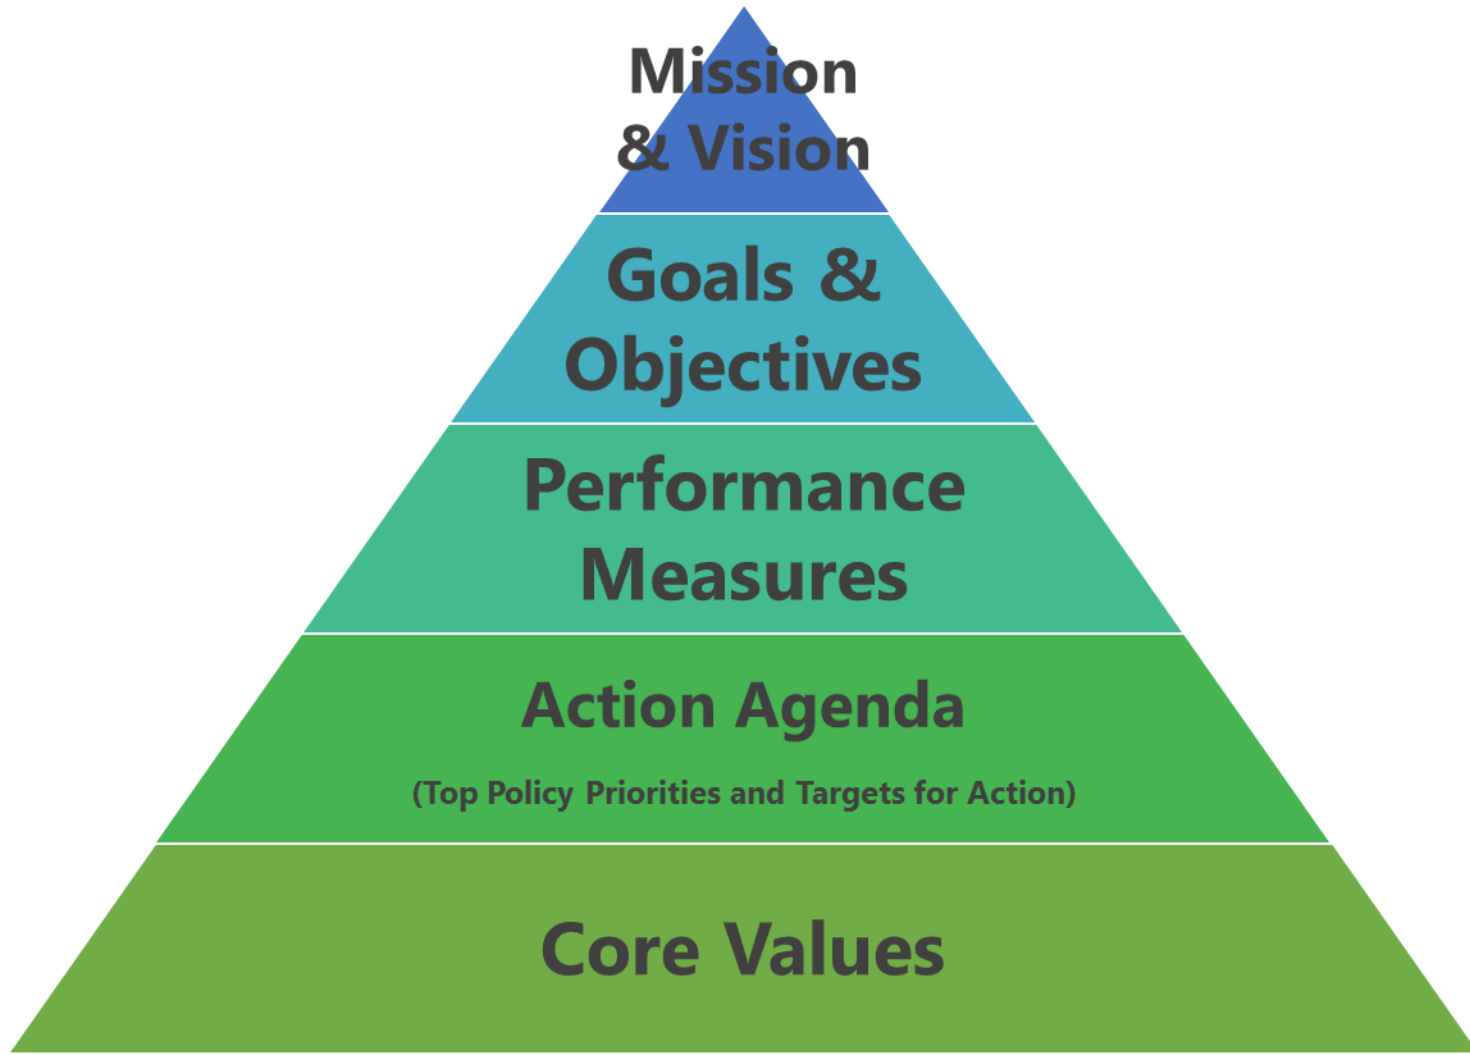 Mission
& Vision
Goals &
Objectives
Performance
Measures
Action Agenda
(Top Policy Priorities and Targets for Action)
Core Values